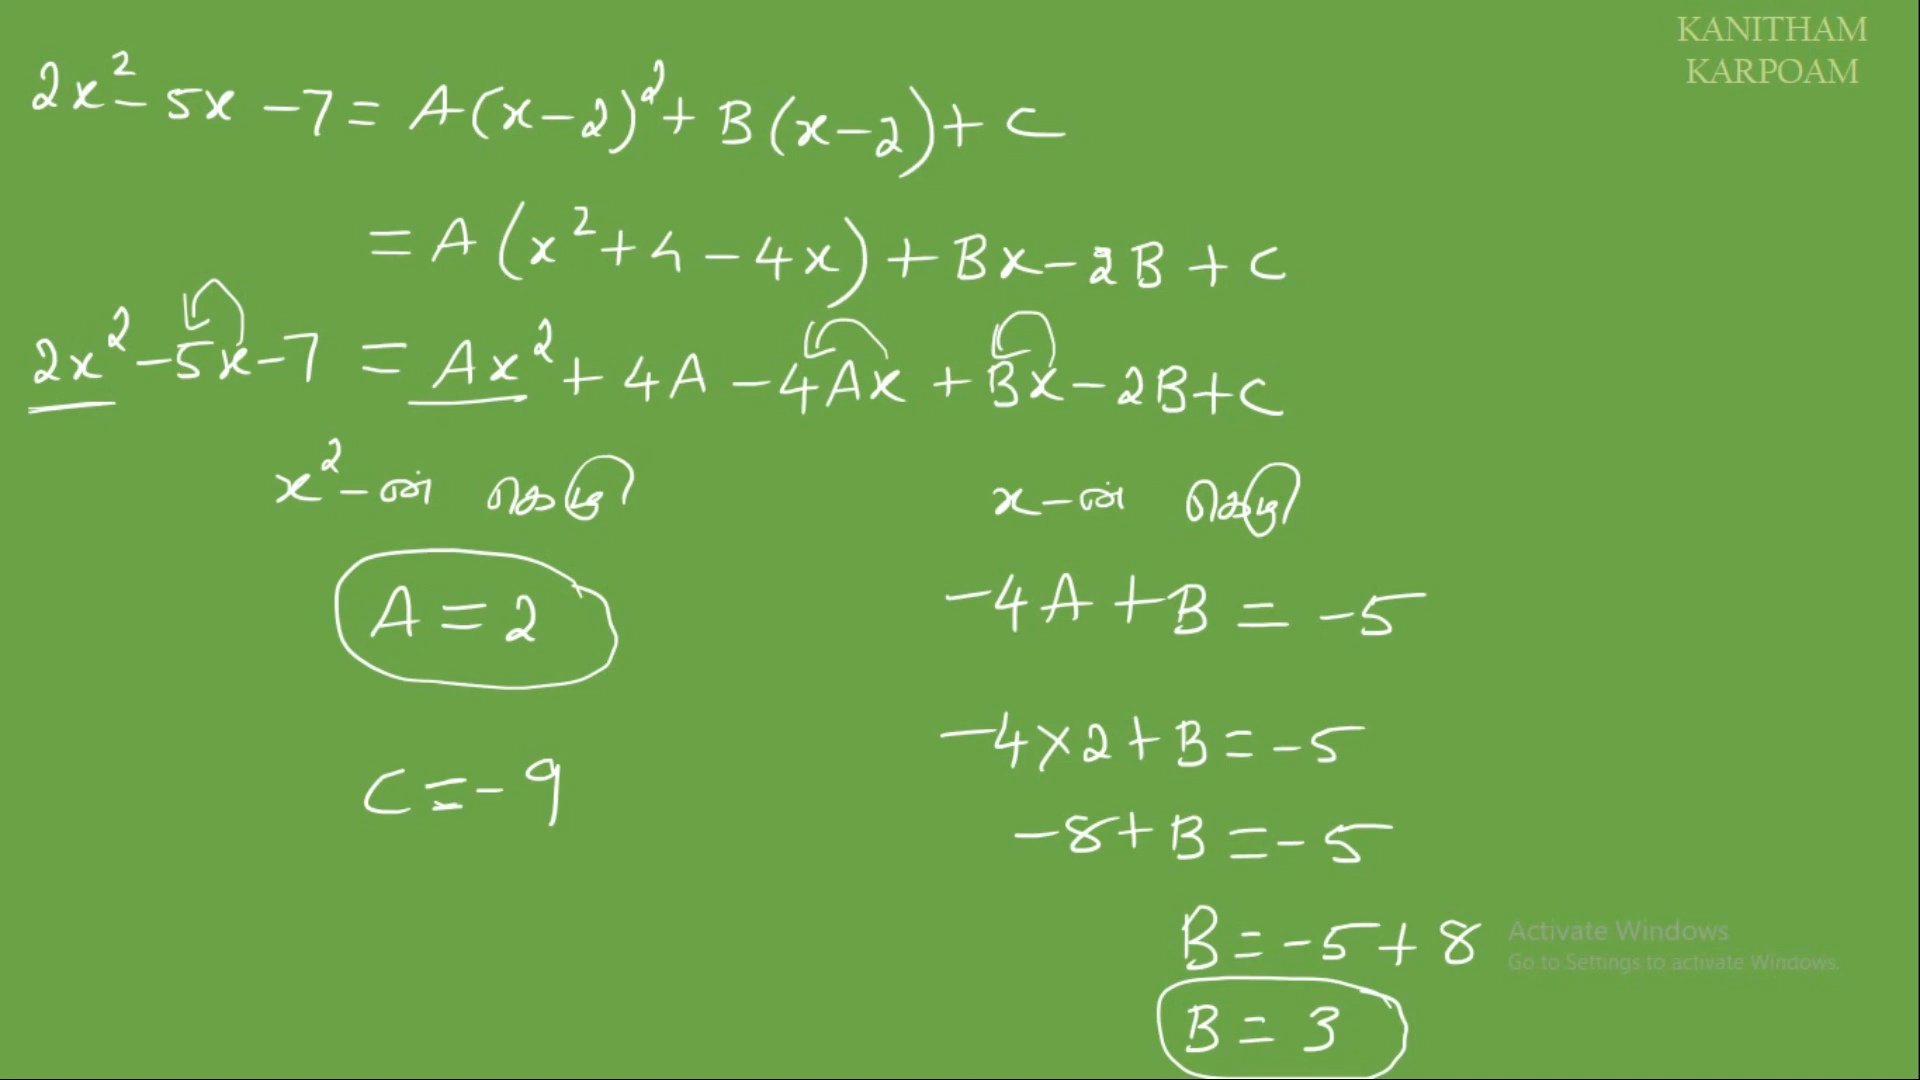 KANITHAM
KARPOAM
2x² - 5x - 7 = A(x-2)² + B(x-2) + C
= A(x² + 4 - 4x) + Bx - 2B + C
2x² - 5x - 7 = Ax² + 4A - 4Ax + Bx - 2B + C
x² - ன் கெழு
x - ன் கெழு
A = 2
-4A + B = -5
-4×2 + B = -5
C = -9
-8 + B = -5
B = -5 + 8
B = 3
Activate Windows
Go to Settings to activate Windows.